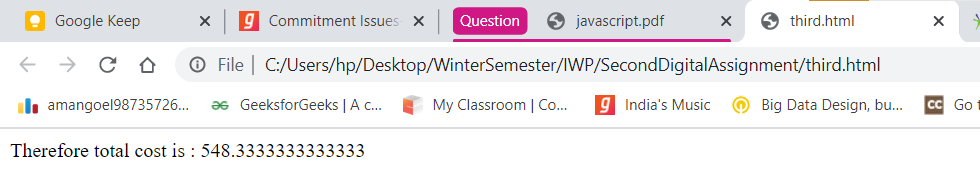 Google Keep Commitment Issues- Question javascript.pdf third.html
File C:/Users/hp/Desktop/WinterSemester/IWP/SecondDigitalAssignment/third.html
amangoel98735726... GeeksforGeeks | A c... My Classroom | Co... India's Music Big Data Design, bu... CC Go t
Therefore total cost is : 548.3333333333333